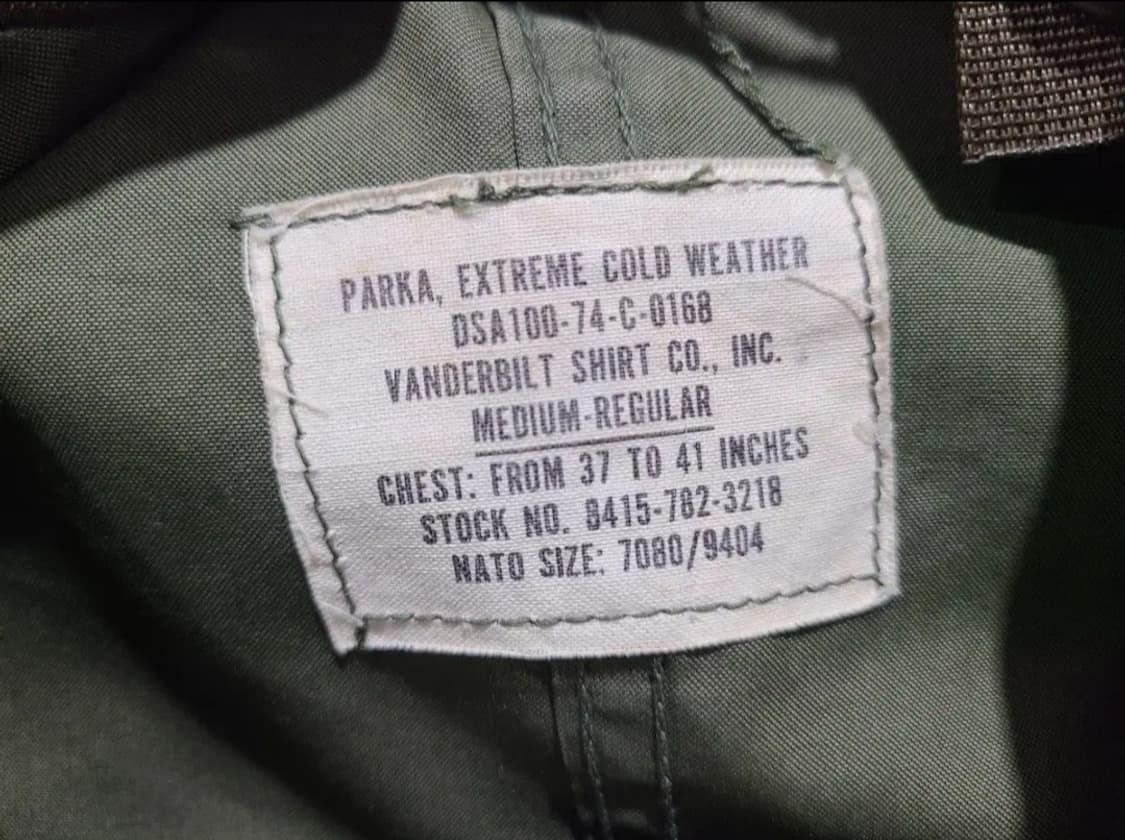 PARKA, EXTREME COLD WEATHER
DSA100-74-C-0168
VANDERBILT SHIRT CO., INC.
MEDIUM-REGULAR
CHEST: FROM 37 TO 41 INCHES
STOCK NO. 8415-782-3218
NATO SIZE: 7080/9404